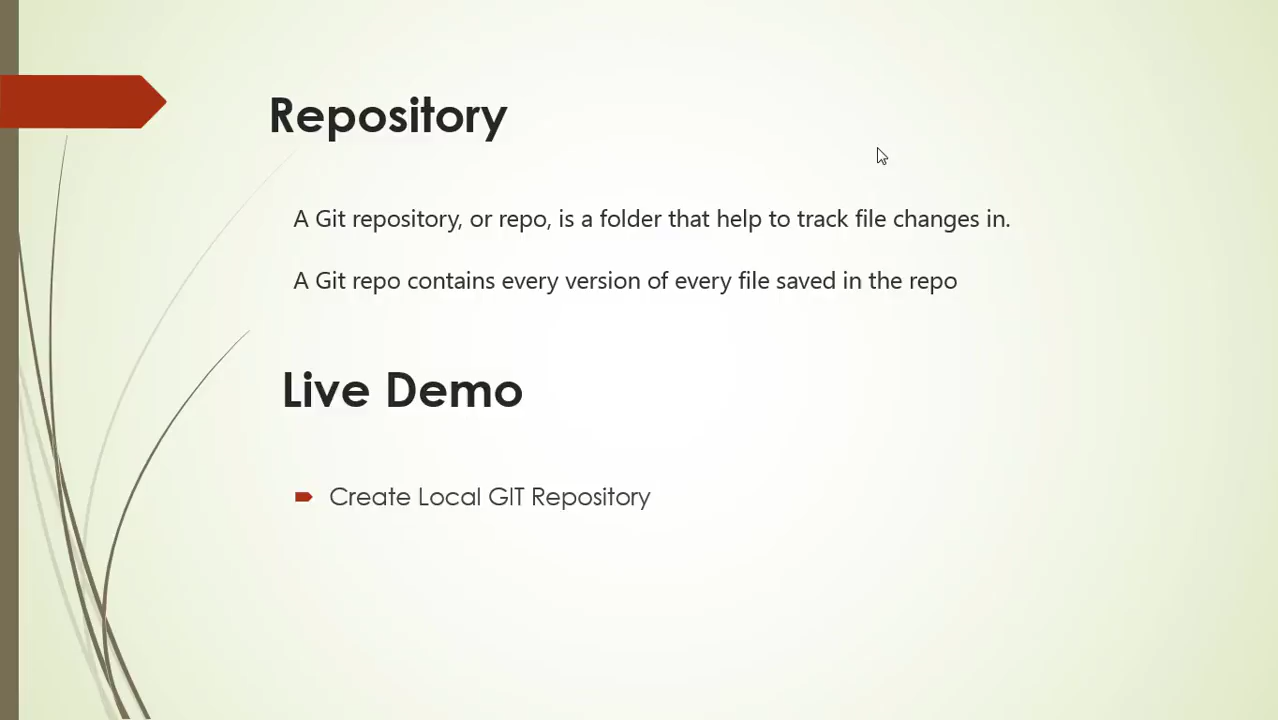 Repository
A Git repository, or repo, is a folder that help to track file changes in.
A Git repo contains every version of every file saved in the repo
Live Demo
Create Local GIT Repository